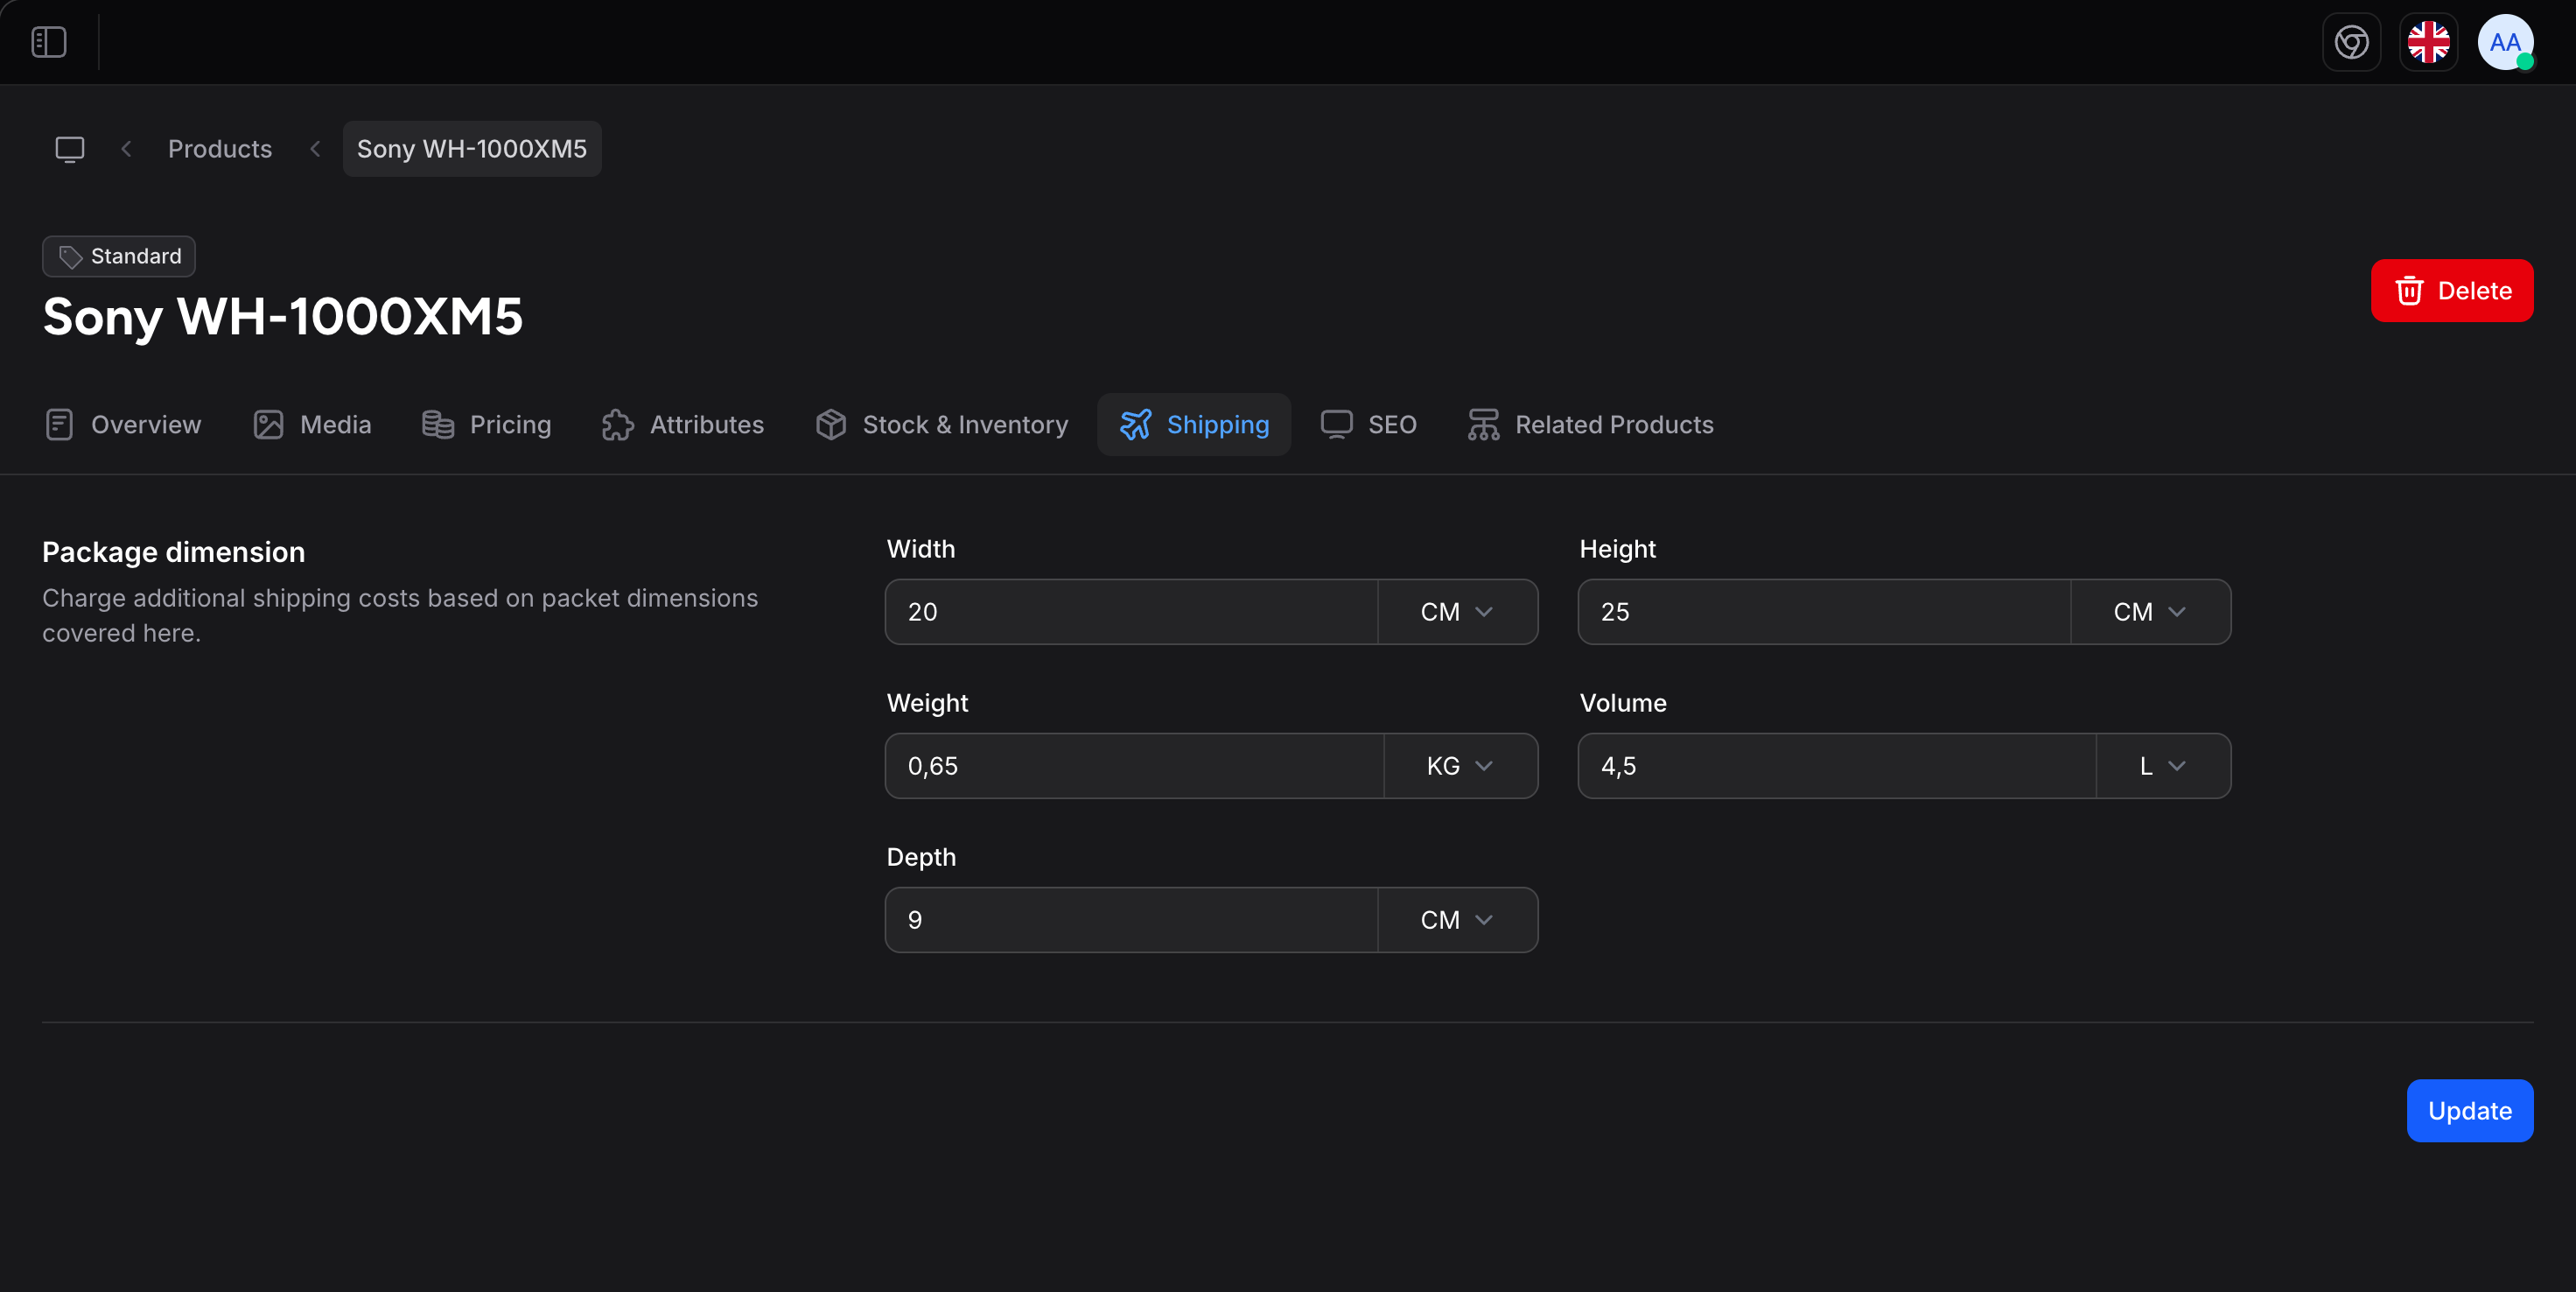 AA
Products
Sony WH-1000XM5
Standard
Sony WH-1000XM5
Delete
Overview
Media
Pricing
Attributes
Stock & Inventory
Shipping
SEO
Related Products
Package dimension
Charge additional shipping costs based on packet dimensions
covered here.
Width
Height
20
CM
25
CM
Weight
Volume
0,65
KG
4,5
L
Depth
9
CM
Update